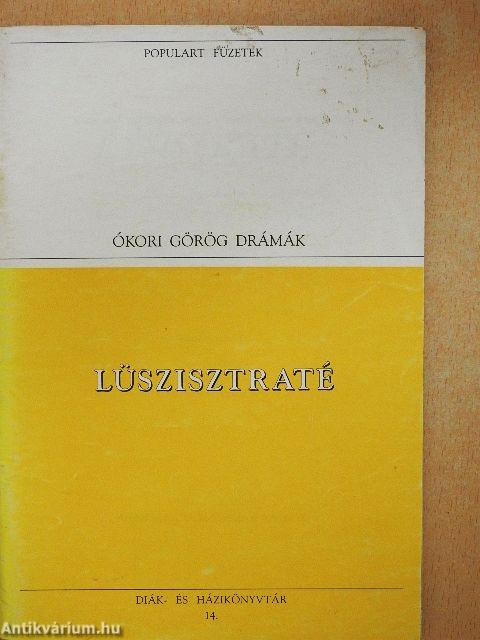 POPULART FÜZETEK
ÓKORI GÖRÖG DRÁMÁK
LÜSZISZTRATÉ
DIÁK- ÉS HÁZIKÖNYVTÁR
14.
Antikvárium.hu